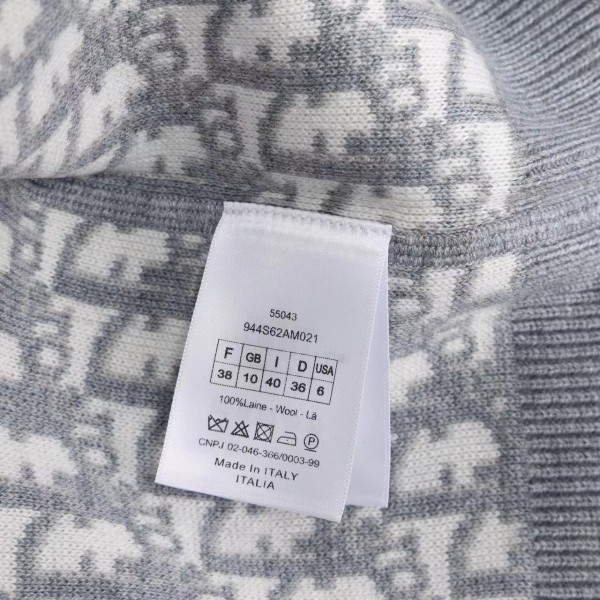 55043
944S62AM021
F GB I D USA
38 10 40 36 6
100%Laine - Wool - Lã
P
CNPJ 02-046-366/0003-99
Made In ITALY
ITALIA